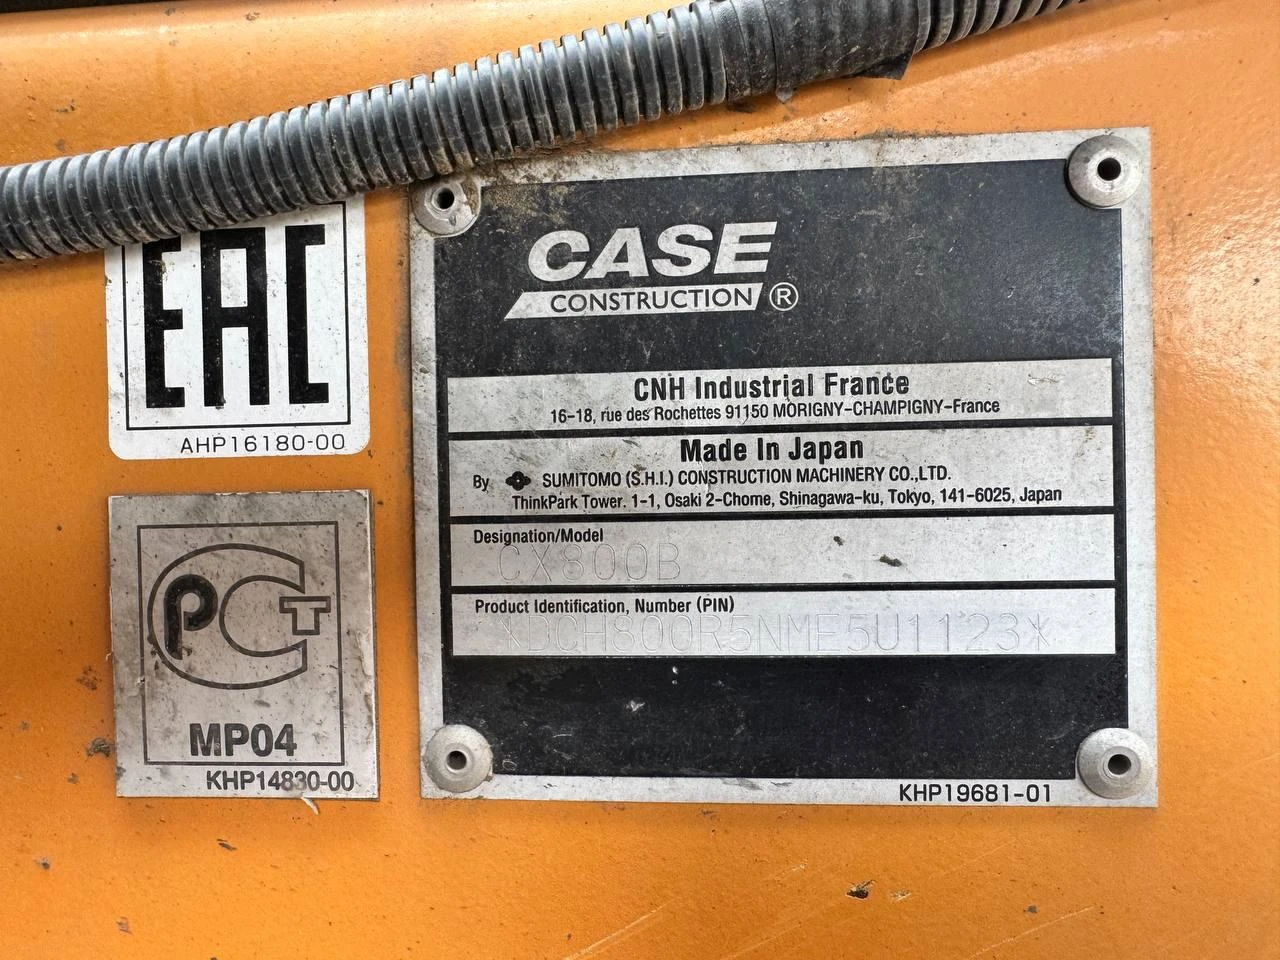 EAC
AHP16180-00
РСТ
MP04
KHP14830-00
CASE
CONSTRUCTION ®
CNH Industrial France
16-18, rue des Rochettes 91150 MORIGNY-CHAMPIGNY-France
Made In Japan
By SUMITOMO (S.H.I.) CONSTRUCTION MACHINERY CO.,LTD.
ThinkPark Tower. 1-1, Osaki 2-Chome, Shinagawa-ku, Tokyo, 141-6025, Japan
Designation/Model
CX800B
Product Identification, Number (PIN)
*DCH800R5NME5U1123*
KHP19681-01